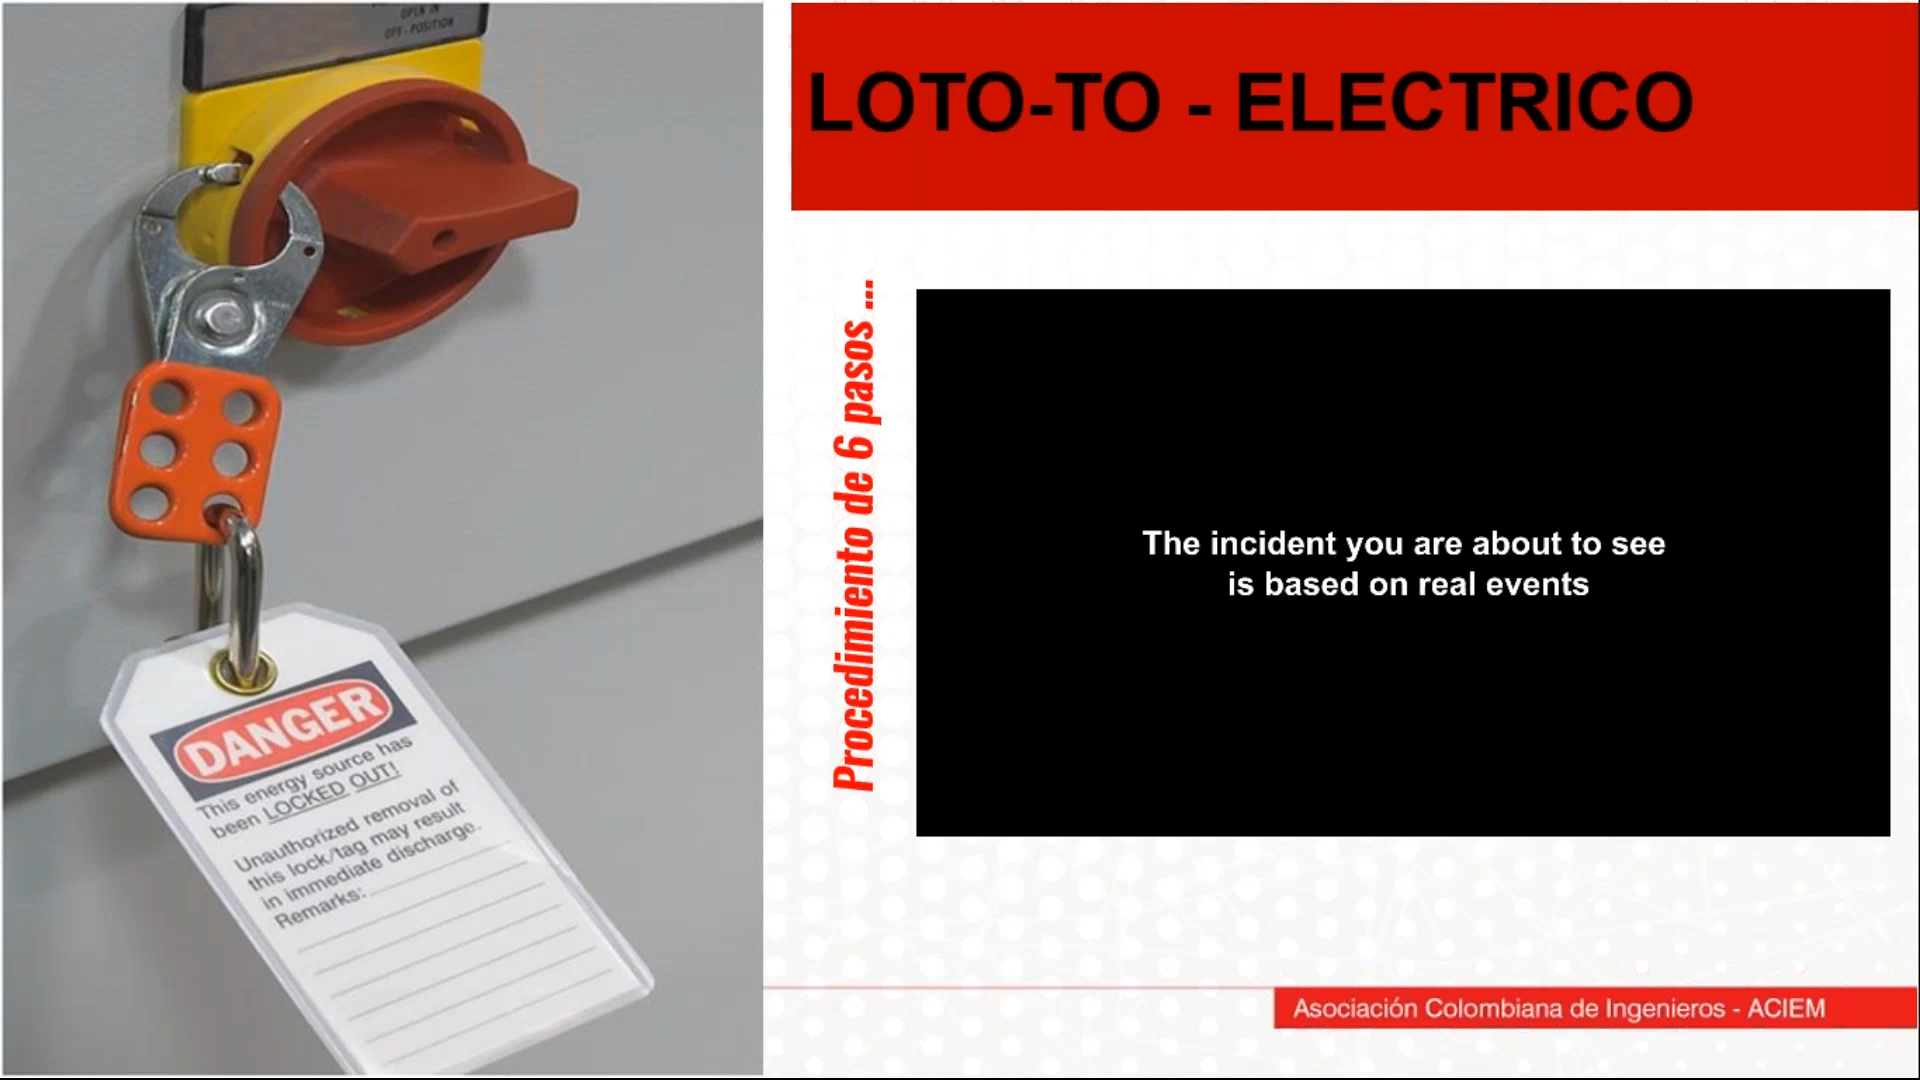 OPEN IN
OFF - POSITION
LOTO-TO - ELECTRICO
Procedimiento de 6 pasos ...
The incident you are about to see
is based on real events
DANGER
This energy source has
been LOCKED OUT!
Unauthorized removal of
this lock/tag may result
in immediate discharge.
Remarks:
Asociación Colombiana de Ingenieros - ACIEM